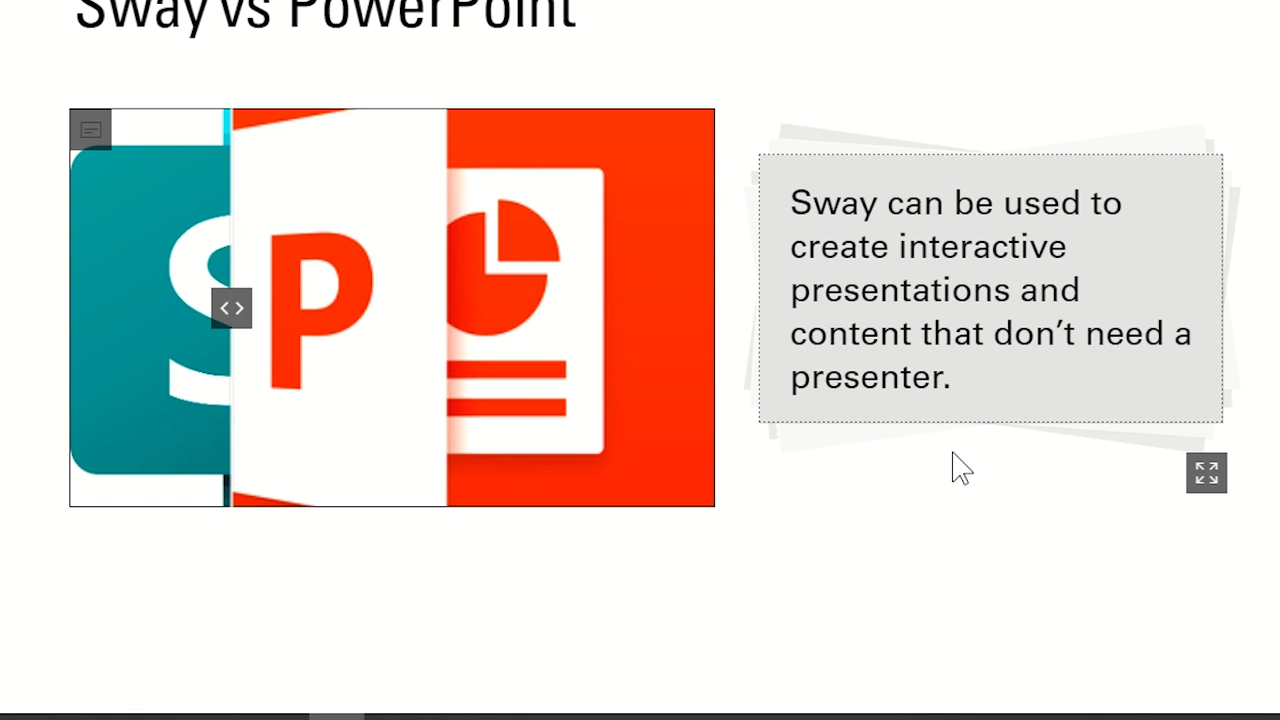 Sway vs PowerPoint
S
P
Sway can be used to
create interactive
presentations and
content that don’t need a
presenter.